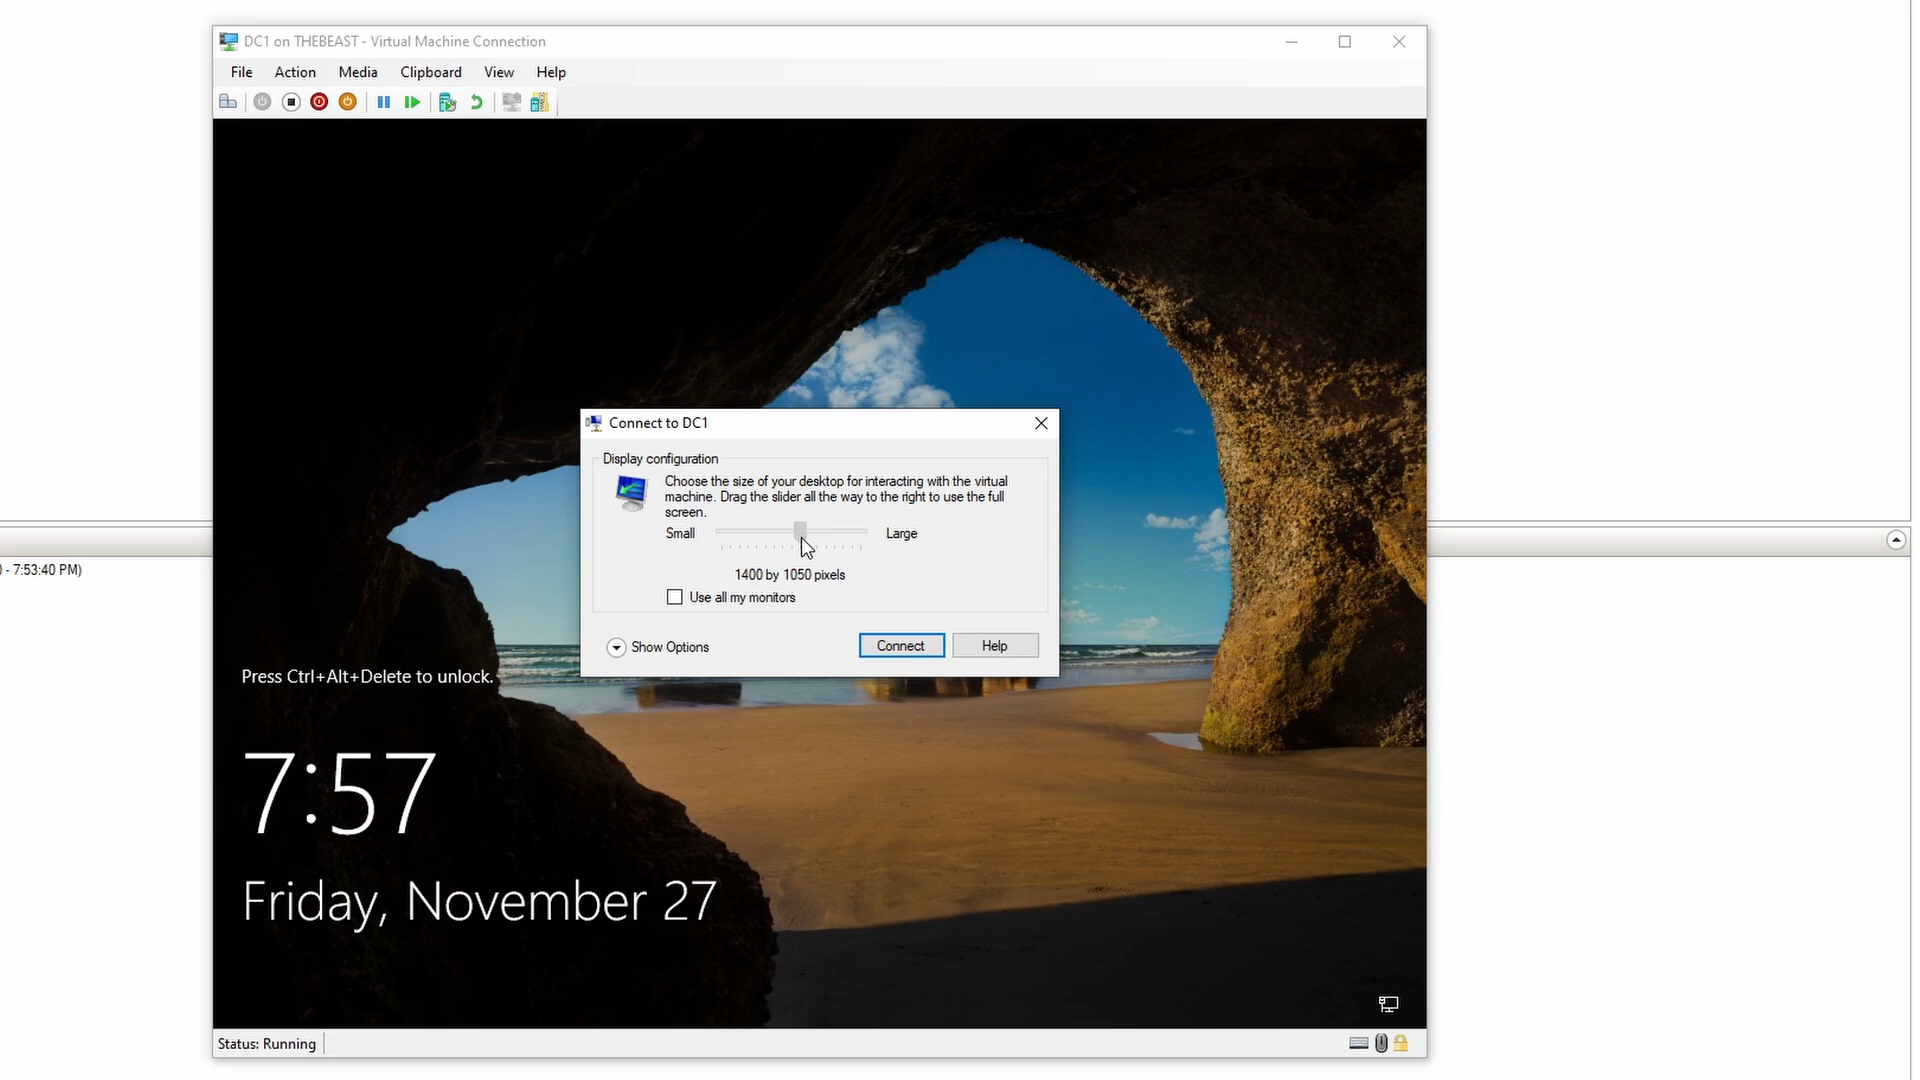 DC1 on THEBEAST - Virtual Machine Connection
File Action Media Clipboard View Help
Connect to DC1
Display configuration
Choose the size of your desktop for interacting with the virtual
machine. Drag the slider all the way to the right to use the full
screen.
Small Large
1400 by 1050 pixels
Use all my monitors
Show Options Connect Help
- 7:53:40 PM)
Press Ctrl+Alt+Delete to unlock.
7:57
Friday, November 27
Status: Running